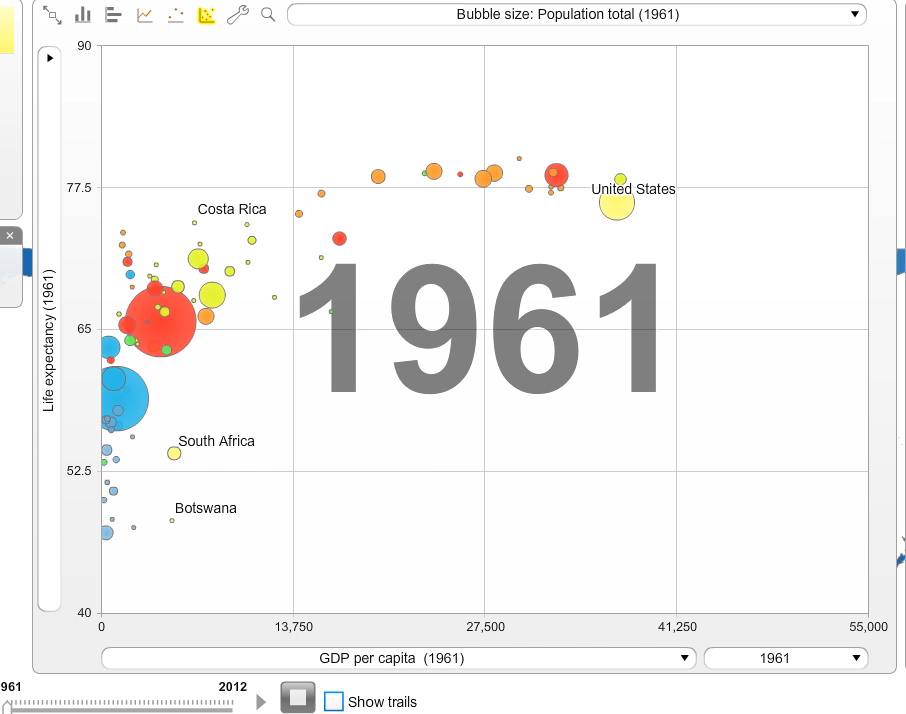 Bubble size: Population total (1961)
90
77.5
65
52.5
40
Life expectancy (1961)
United States
Costa Rica
1961
South Africa
Botswana
0
13,750
27,500
41,250
55,000
GDP per capita (1961)
1961
961
2012
Show trails